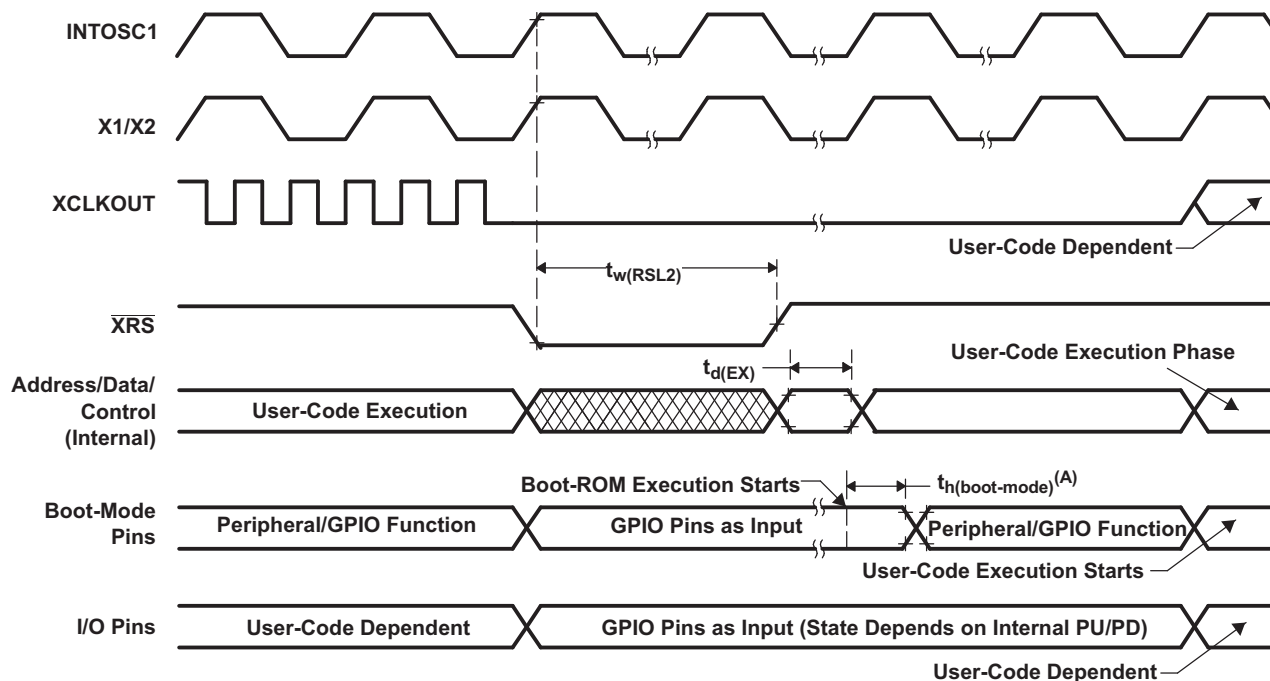 INTOSC1
X1/X2
XCLKOUT
User-Code Dependent
tw(RSL2)
XRS
User-Code Execution Phase
td(EX)
Address/Data/
Control
(Internal)
User-Code Execution
Boot-ROM Execution Starts
th(boot-mode)(A)
Boot-Mode
Pins
Peripheral/GPIO Function
GPIO Pins as Input
Peripheral/GPIO Function
User-Code Execution Starts
I/O Pins
User-Code Dependent
GPIO Pins as Input (State Depends on Internal PU/PD)
User-Code Dependent